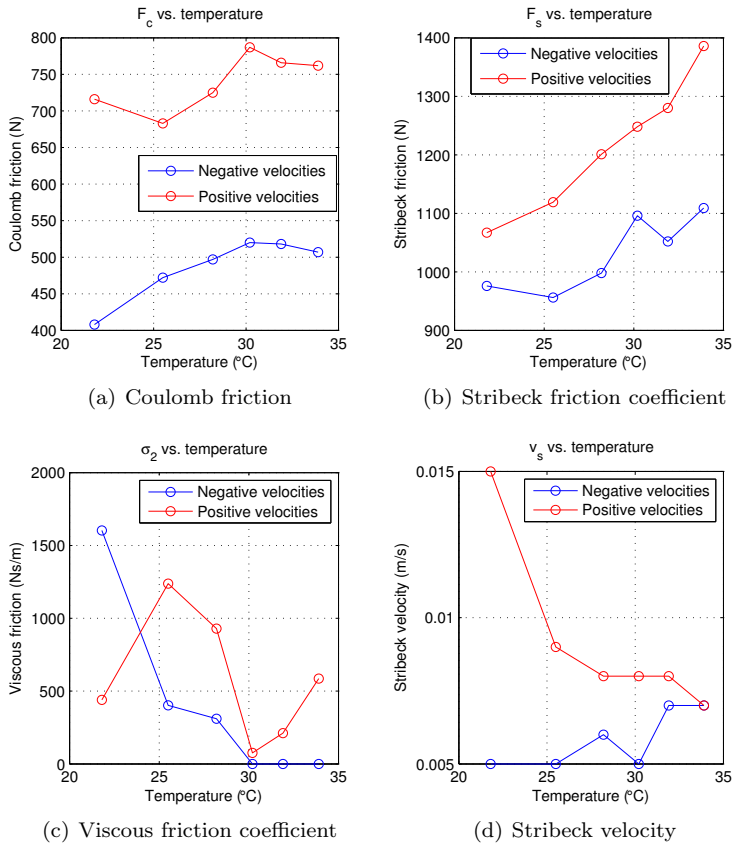 F_c vs. temperature
800
750
700
650
600
550
500
450
400
Coulomb friction (N)
Negative velocities
Positive velocities
20 25 30 35
Temperature (°C)
(a) Coulomb friction
F_s vs. temperature
1400
1300
1200
1100
1000
900
Stribeck friction (N)
Negative velocities
Positive velocities
20 25 30 35
Temperature (°C)
(b) Stribeck friction coefficient
σ_2 vs. temperature
2000
1500
1000
500
0
Viscous friction (Ns/m)
Negative velocities
Positive velocities
20 25 30 35
Temperature (°C)
(c) Viscous friction coefficient
v_s vs. temperature
0.015
0.01
0.005
Stribeck velocity (m/s)
Negative velocities
Positive velocities
20 25 30 35
Temperature (°C)
(d) Stribeck velocity